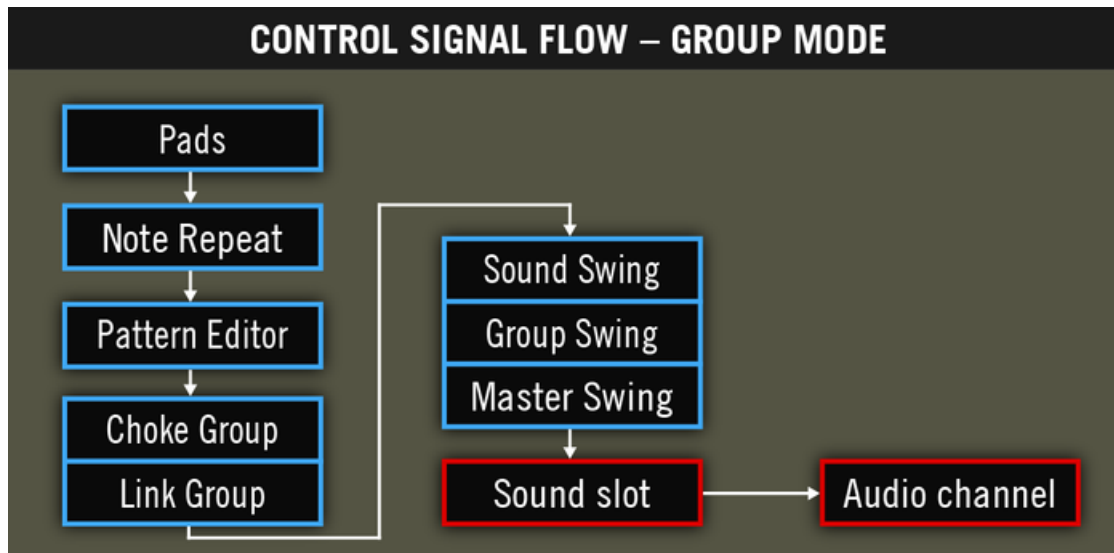 CONTROL SIGNAL FLOW – GROUP MODE
Pads
Note Repeat
Pattern Editor
Choke Group
Link Group
Sound Swing
Group Swing
Master Swing
Sound slot
Audio channel